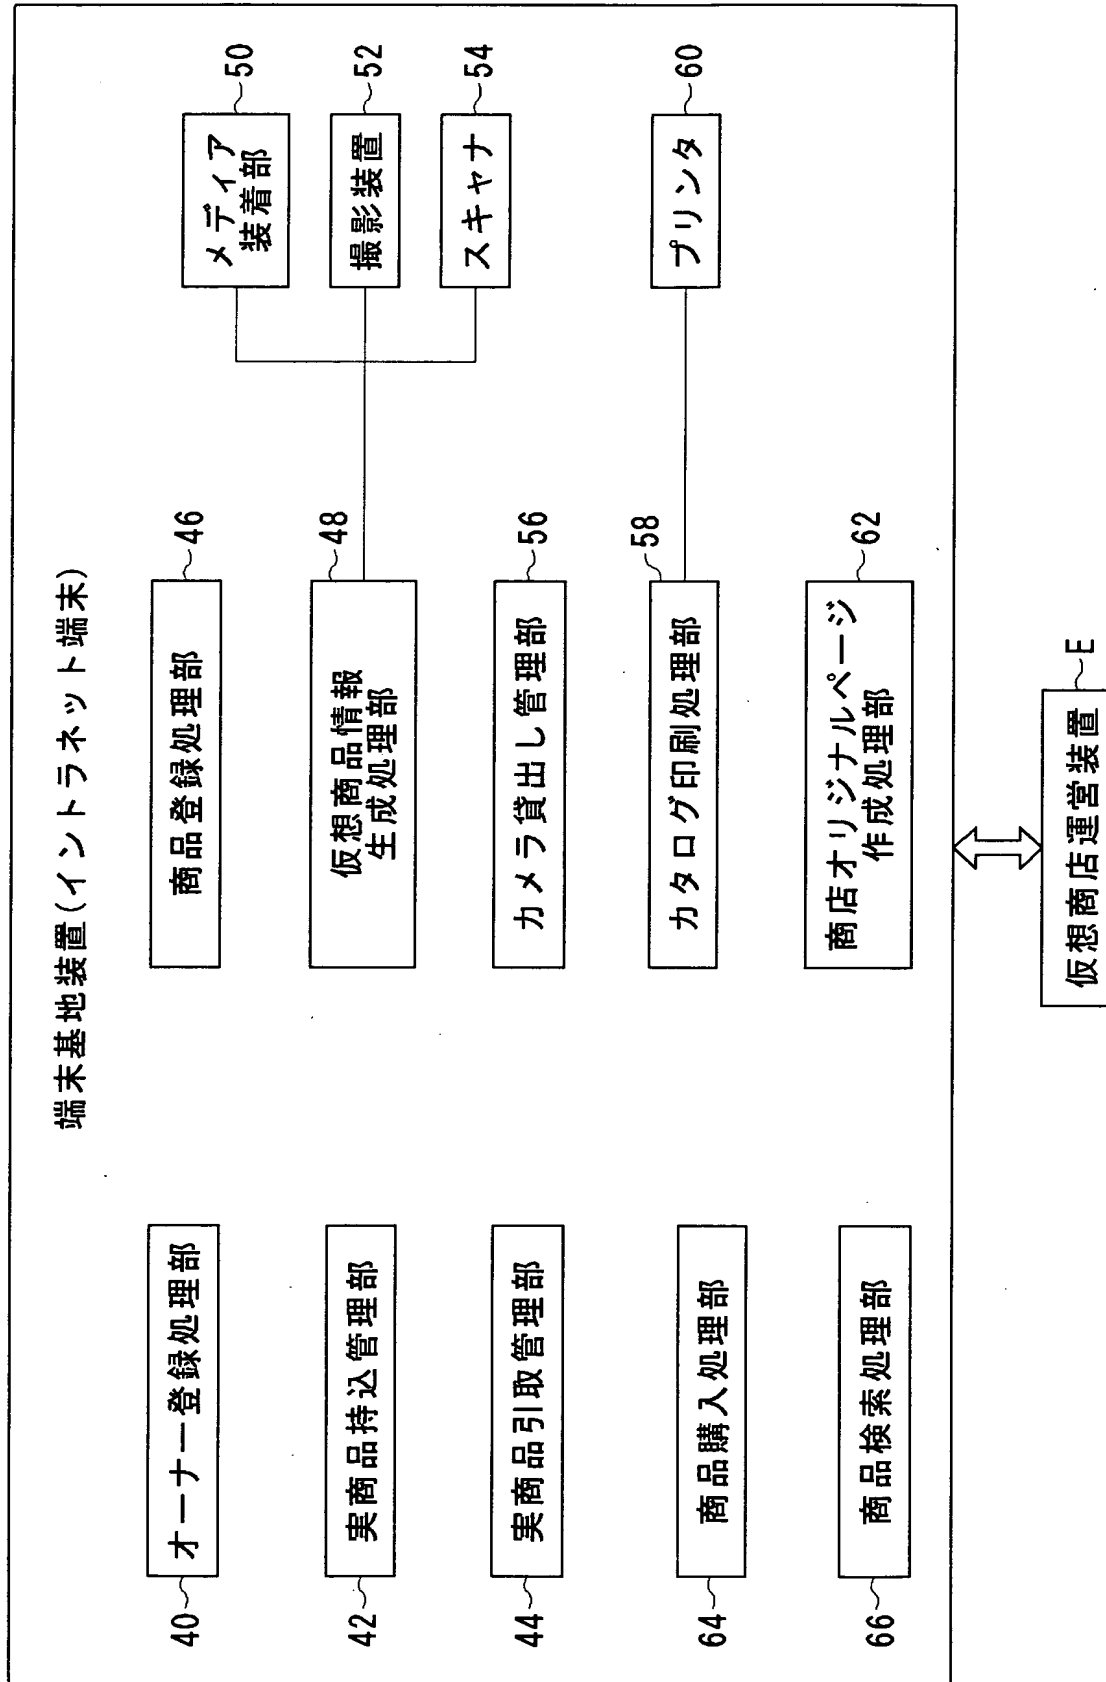 端末基地装置(イントラネット端末)
40
オーナー登録処理部
42
実商品持込管理部
44
実商品引取管理部
64
商品購入処理部
66
商品検索処理部
46
商品登録処理部
48
仮想商品情報
生成処理部
56
カメラ貸出し管理部
58
カタログ印刷処理部
62
商店オリジナルページ
作成処理部
50
メディア
装着部
52
撮影装置
54
スキャナ
60
プリンタ
E
仮想商店運営装置